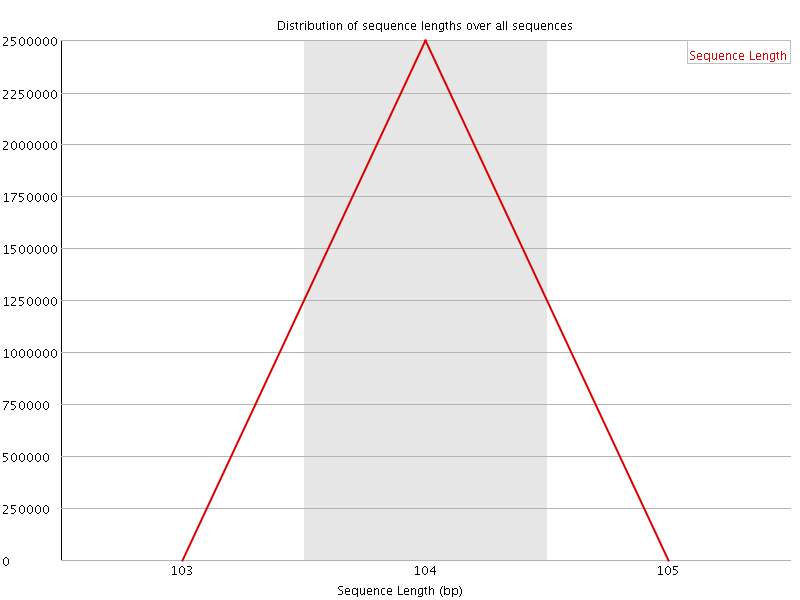 Distribution of sequence lengths over all sequences
Sequence Length
2500000
2250000
2000000
1750000
1500000
1250000
1000000
750000
500000
250000
0
103 104 105
Sequence Length (bp)